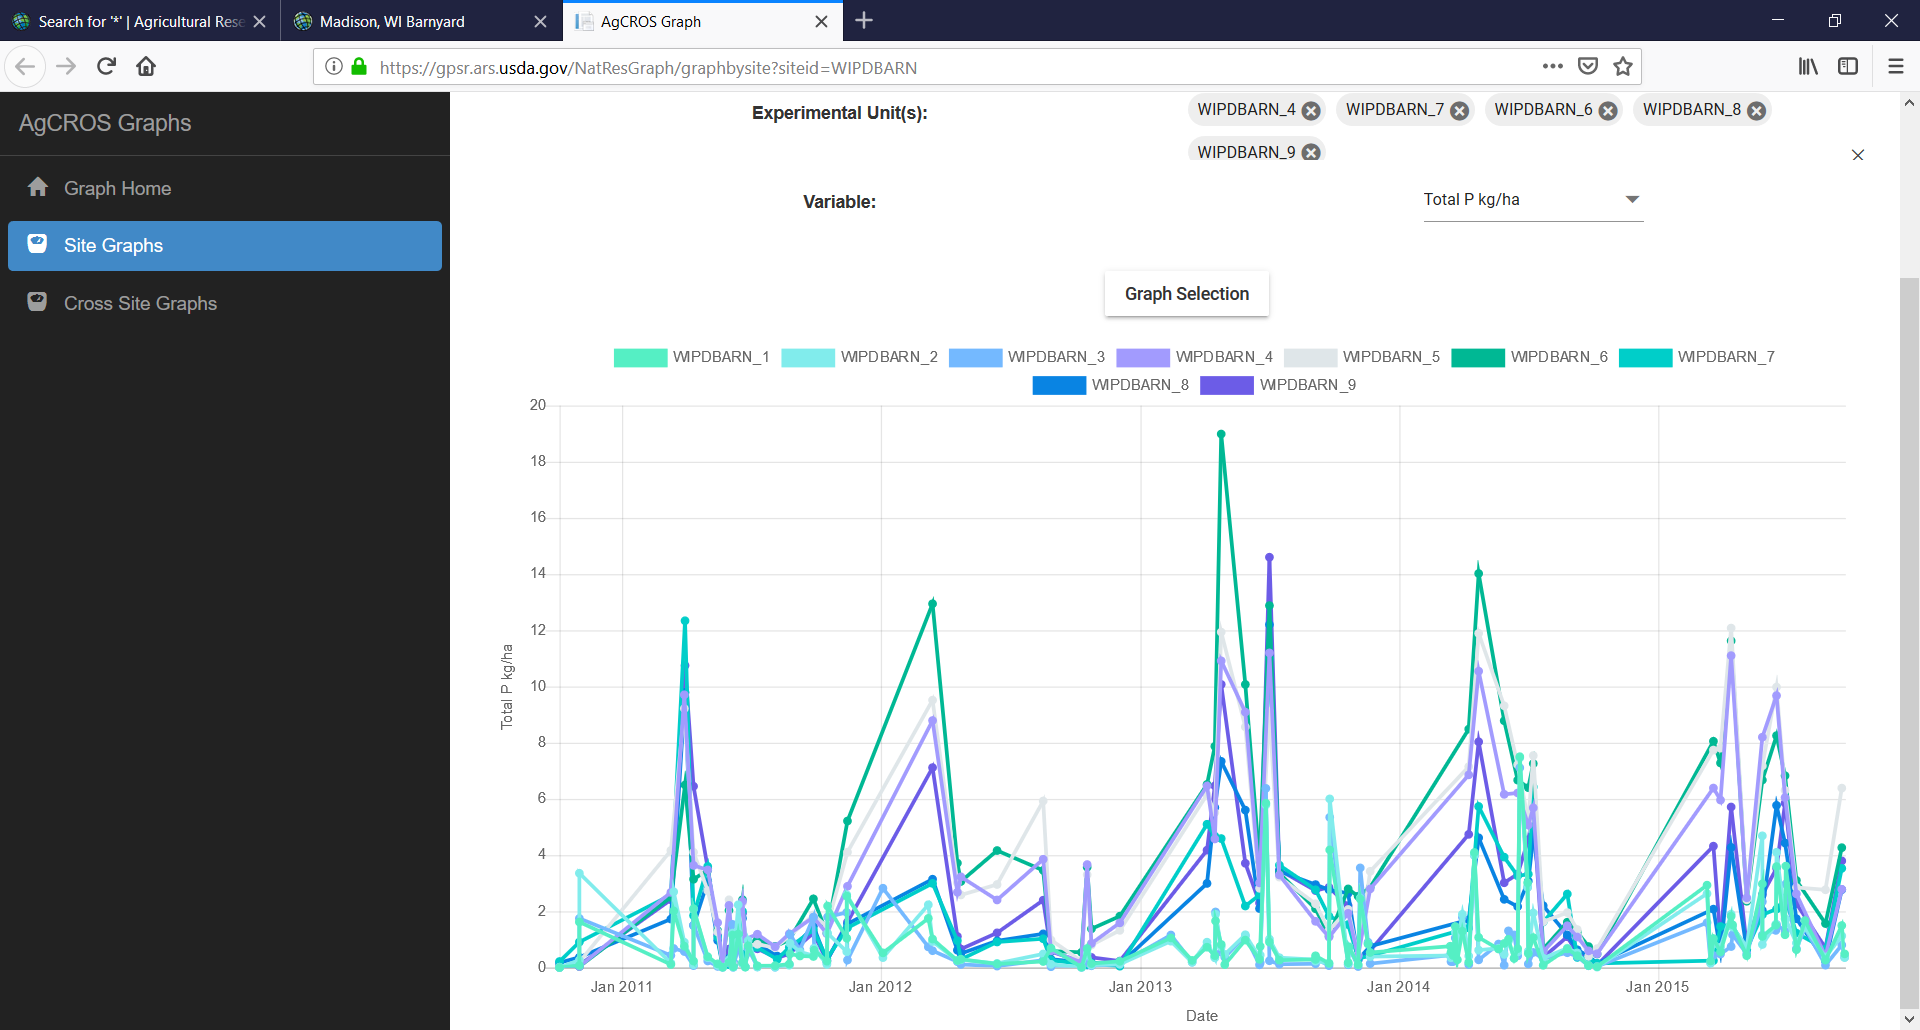 Search for '*' | Agricultural Rese
Madison, WI Barnyard
AgCROS Graph
https://gpsr.ars.usda.gov/NatResGraph/graphbysite?siteid=WIPDBARN
AgCROS Graphs
Graph Home
Site Graphs
Cross Site Graphs
Experimental Unit(s):
WIPDBARN_4 WIPDBARN_7 WIPDBARN_6 WIPDBARN_8
WIPDBARN_9
Variable:
Total P kg/ha
Graph Selection
WIPDBARN_1 WIPDBARN_2 WIPDBARN_3 WIPDBARN_4 WIPDBARN_5 WIPDBARN_6 WIPDBARN_7
WIPDBARN_8 WIPDBARN_9
20
18
16
14
12
10
8
6
4
2
0
Total P kg/ha
Jan 2011 Jan 2012 Jan 2013 Jan 2014 Jan 2015
Date